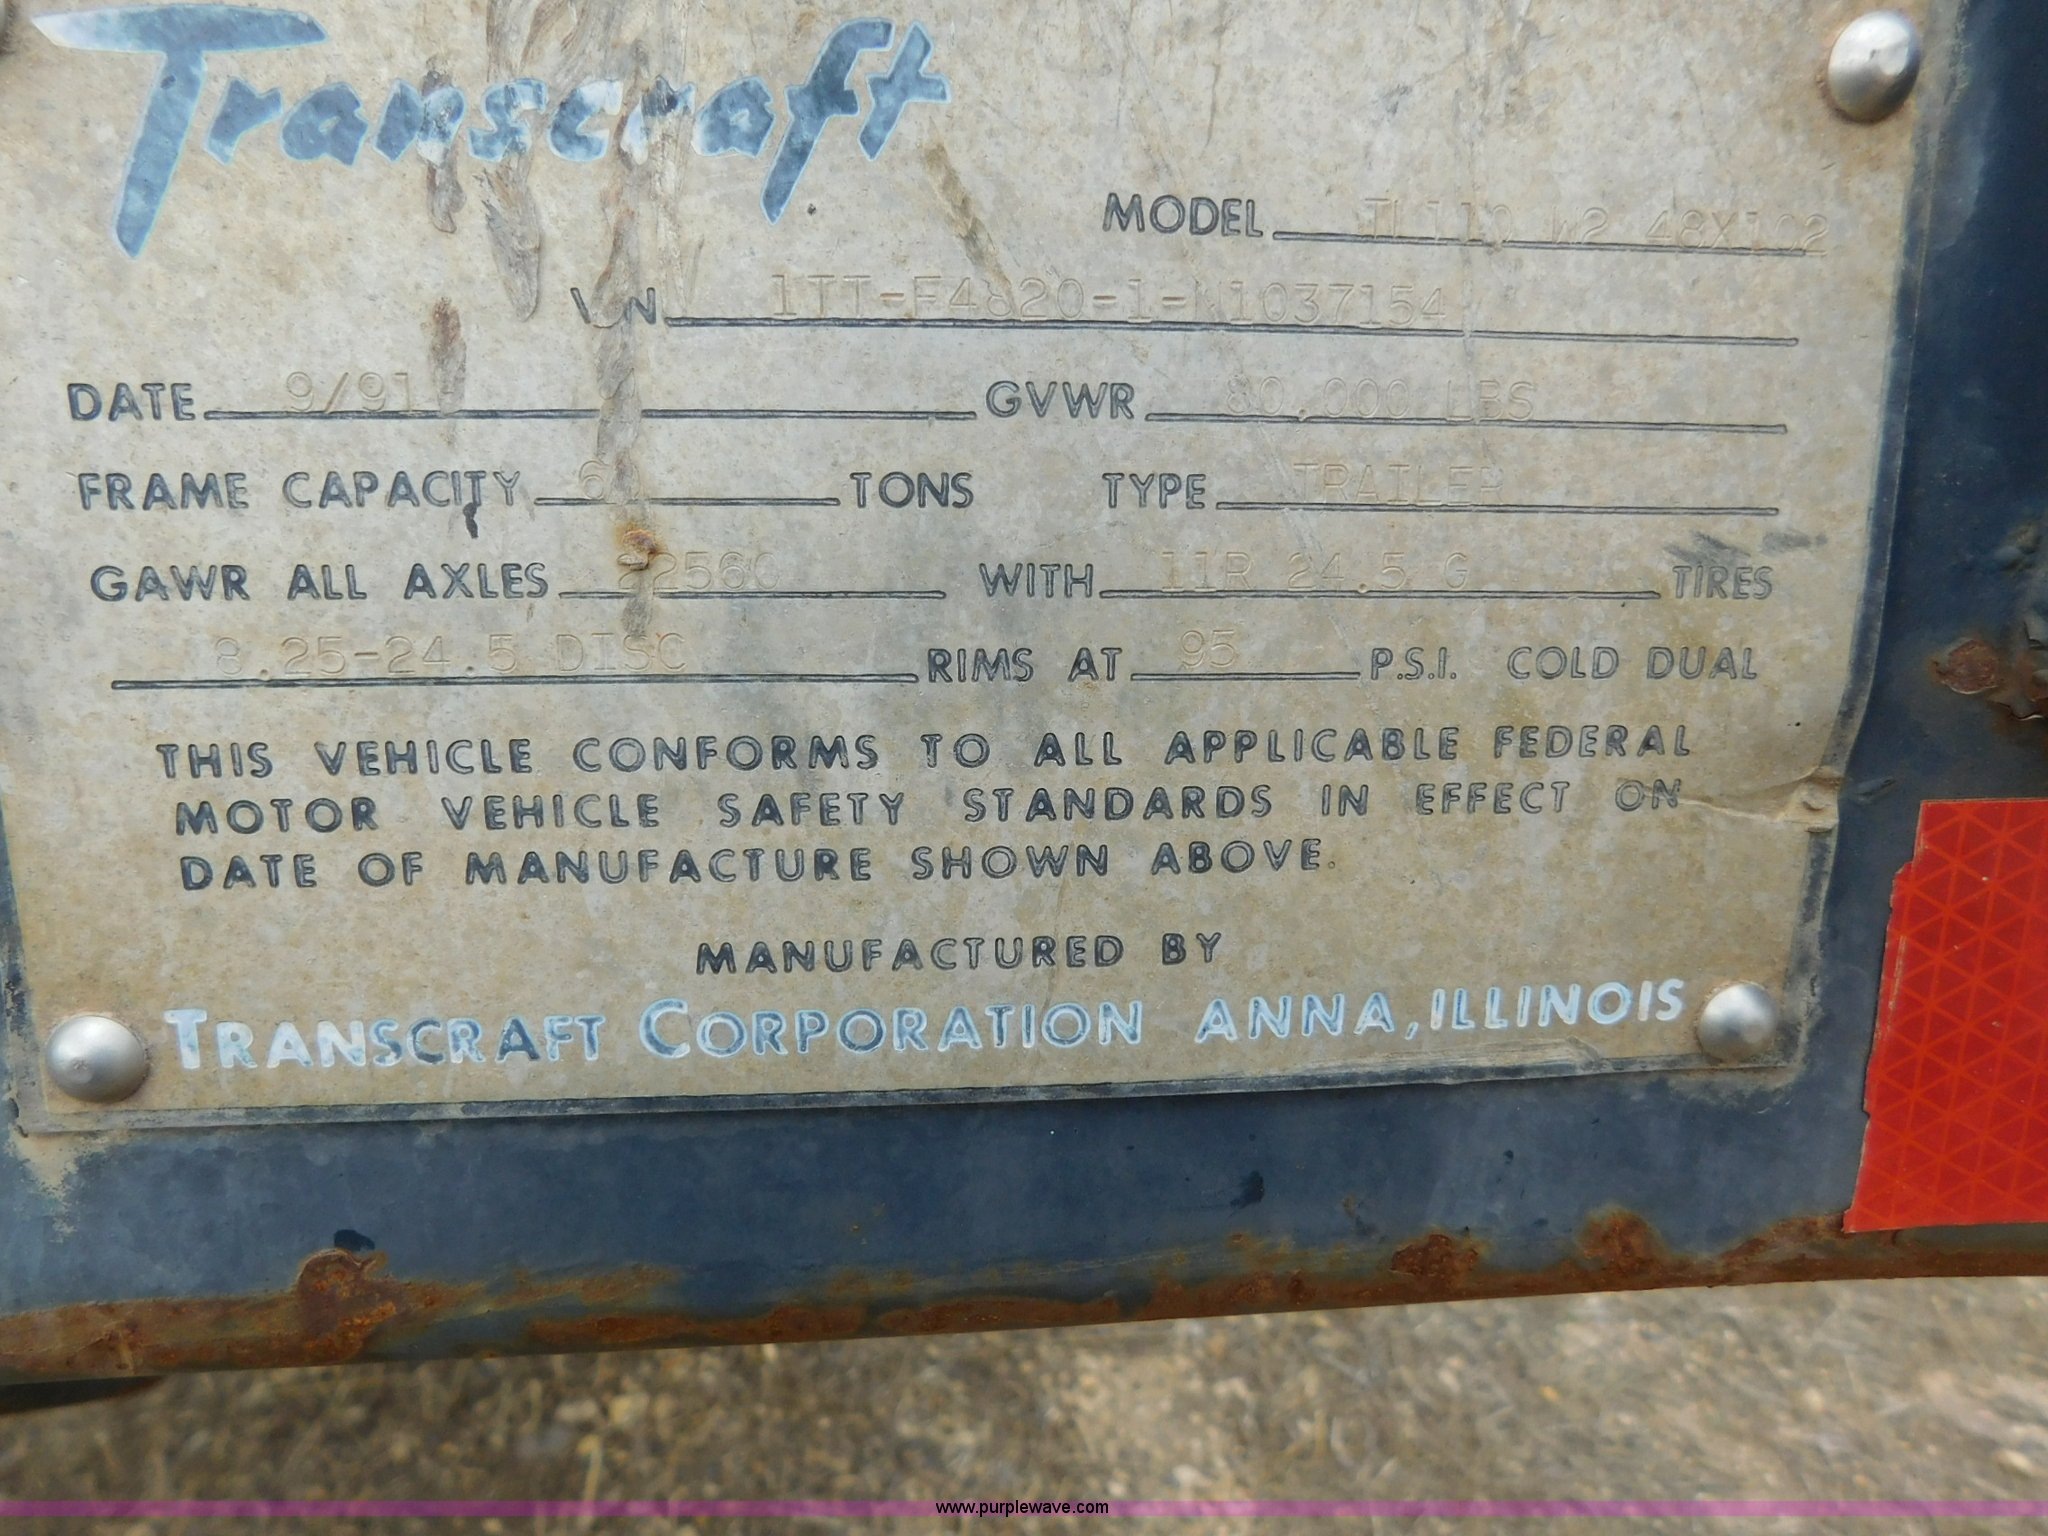 Transcraft
MODEL TL110 W2 48X102
VIN 1TT-F4820-1-N1037154
DATE 9/91 GVWR 80,000 LBS
FRAME CAPACITY TONS TYPE TRAILER
GAWR ALL AXLES 22560 WITH 11R 24.5 G TIRES
8.25-24.5 DISC RIMS AT 95 P.S.I. COLD DUAL
THIS VEHICLE CONFORMS TO ALL APPLICABLE FEDERAL
MOTOR VEHICLE SAFETY STANDARDS IN EFFECT ON
DATE OF MANUFACTURE SHOWN ABOVE.
MANUFACTURED BY
TRANSCRAFT CORPORATION ANNA, ILLINOIS
www.purplewave.com